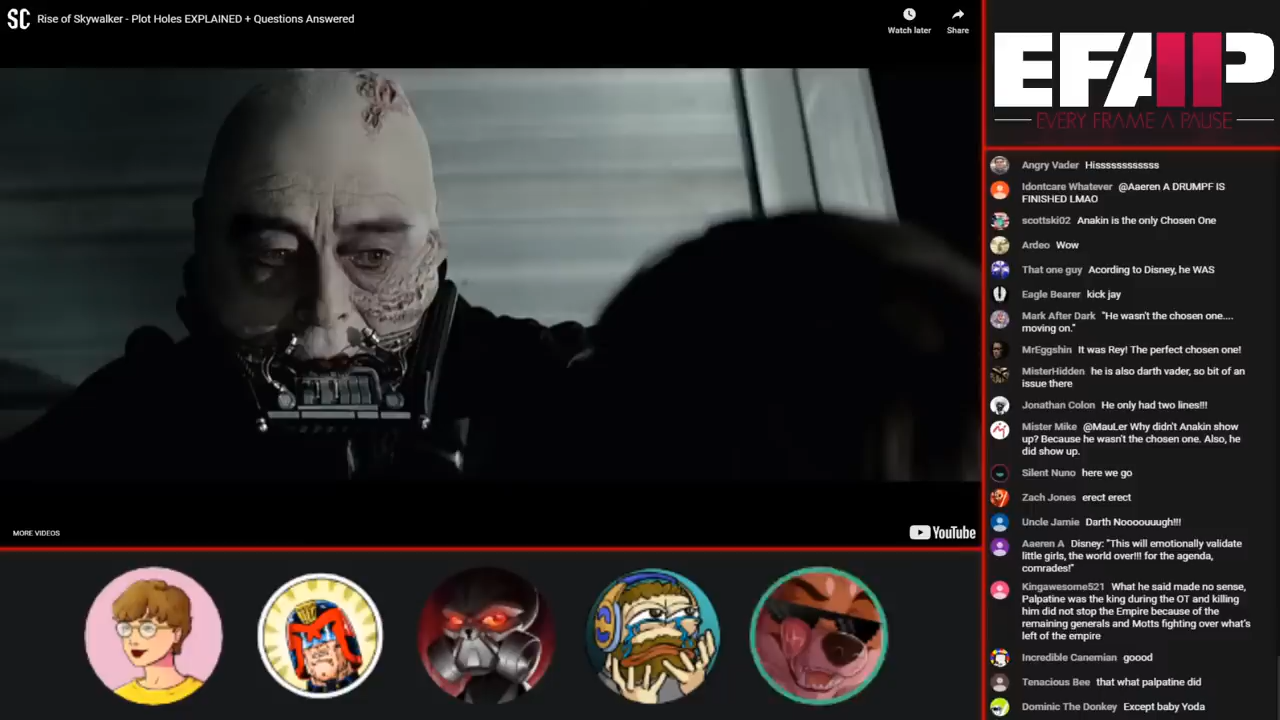 SC Rise of Skywalker - Plot Holes EXPLAINED + Questions Answered
Watch later
Share
MORE VIDEOS
YouTube
EFAP
EVERY FRAME A PAUSE
Angry Vader Hisssssssssssss
Idontcare Whatever @Aaeren A DRUMPF IS
FINISHED LMAO
scottski02 Anakin is the only Chosen One
Ardeo Wow
That one guy Acording to Disney, he WAS
Eagle Bearer kick jay
Mark After Dark "He wasn't the chosen one....
moving on."
MrEggshin It was Rey! The perfect chosen one!
MisterHidden he is also darth vader, so bit of an
issue there
Jonathan Colon He only had two lines!!!
Mister Mike @MauLer Why didn't Anakin show
up? Because he wasn't the chosen one. Also, he
did show up.
Silent Nuno here we go
Zach Jones erect erect
Uncle Jamie Darth Noooouuugh!!!
Aaeren A Disney: "This will emotionally validate
little girls, the world over!!! for the agenda,
comrades!"
Kingawesome521 What he said made no sense,
Palpatine was the king during the OT and killing
him did not stop the Empire because of the
remaining generals and Motts fighting over what's
left of the empire
Incredible Canemian goood
Tenacious Bee that what palpatine did
Dominic The Donkey Except baby Yoda